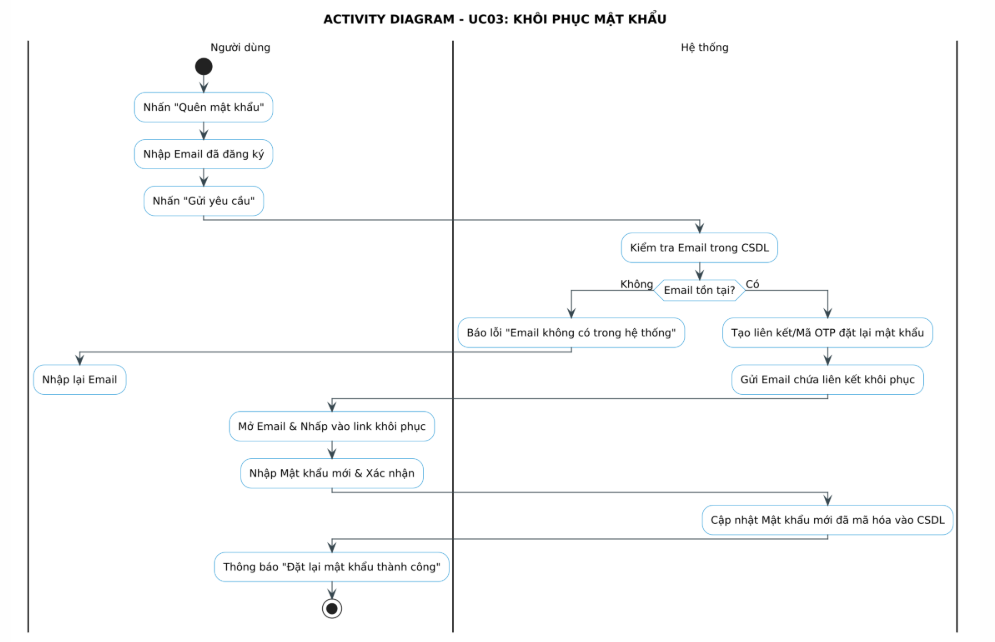 ACTIVITY DIAGRAM - UC03: KHÔI PHỤC MẬT KHẨU
Người dùng
Hệ thống
Nhấn "Quên mật khẩu"
Nhập Email đã đăng ký
Nhấn "Gửi yêu cầu"
Kiểm tra Email trong CSDL
Không
Email tồn tại?
Có
Báo lỗi "Email không có trong hệ thống"
Tạo liên kết/Mã OTP đặt lại mật khẩu
Nhập lại Email
Gửi Email chứa liên kết khôi phục
Mở Email & Nhấp vào link khôi phục
Nhập Mật khẩu mới & Xác nhận
Cập nhật Mật khẩu mới đã mã hóa vào CSDL
Thông báo "Đặt lại mật khẩu thành công"